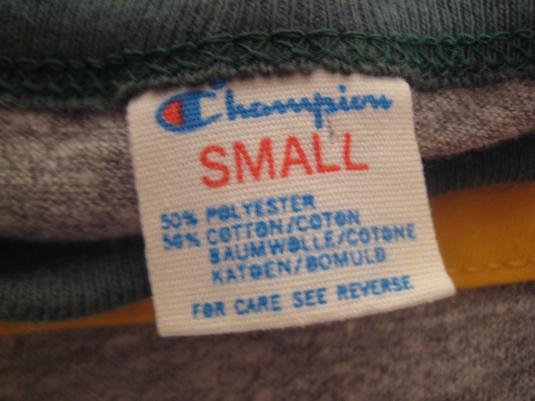 Champion
SMALL
50% POLYESTER
50% COTTON/COTON
BAUMWOLLE/COTONE
KATOEN/BOMULD
FOR CARE SEE REVERSE